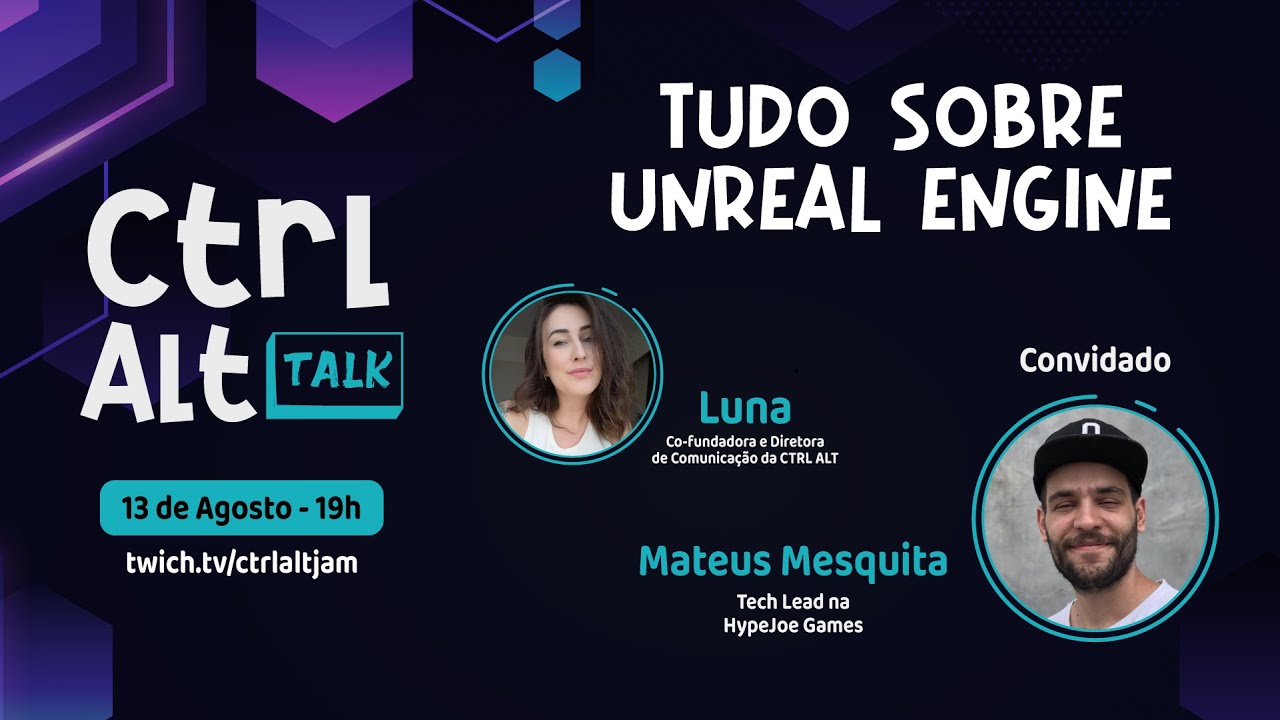 Ctrl
Alt TALK
13 de Agosto - 19h
twich.tv/ctrlaltjam
TUDO SOBRE
UNREAL ENGINE
Luna
Co-fundadora e Diretora
de Comunicação da CTRL ALT
Convidado
Mateus Mesquita
Tech Lead na
HypeJoe Games